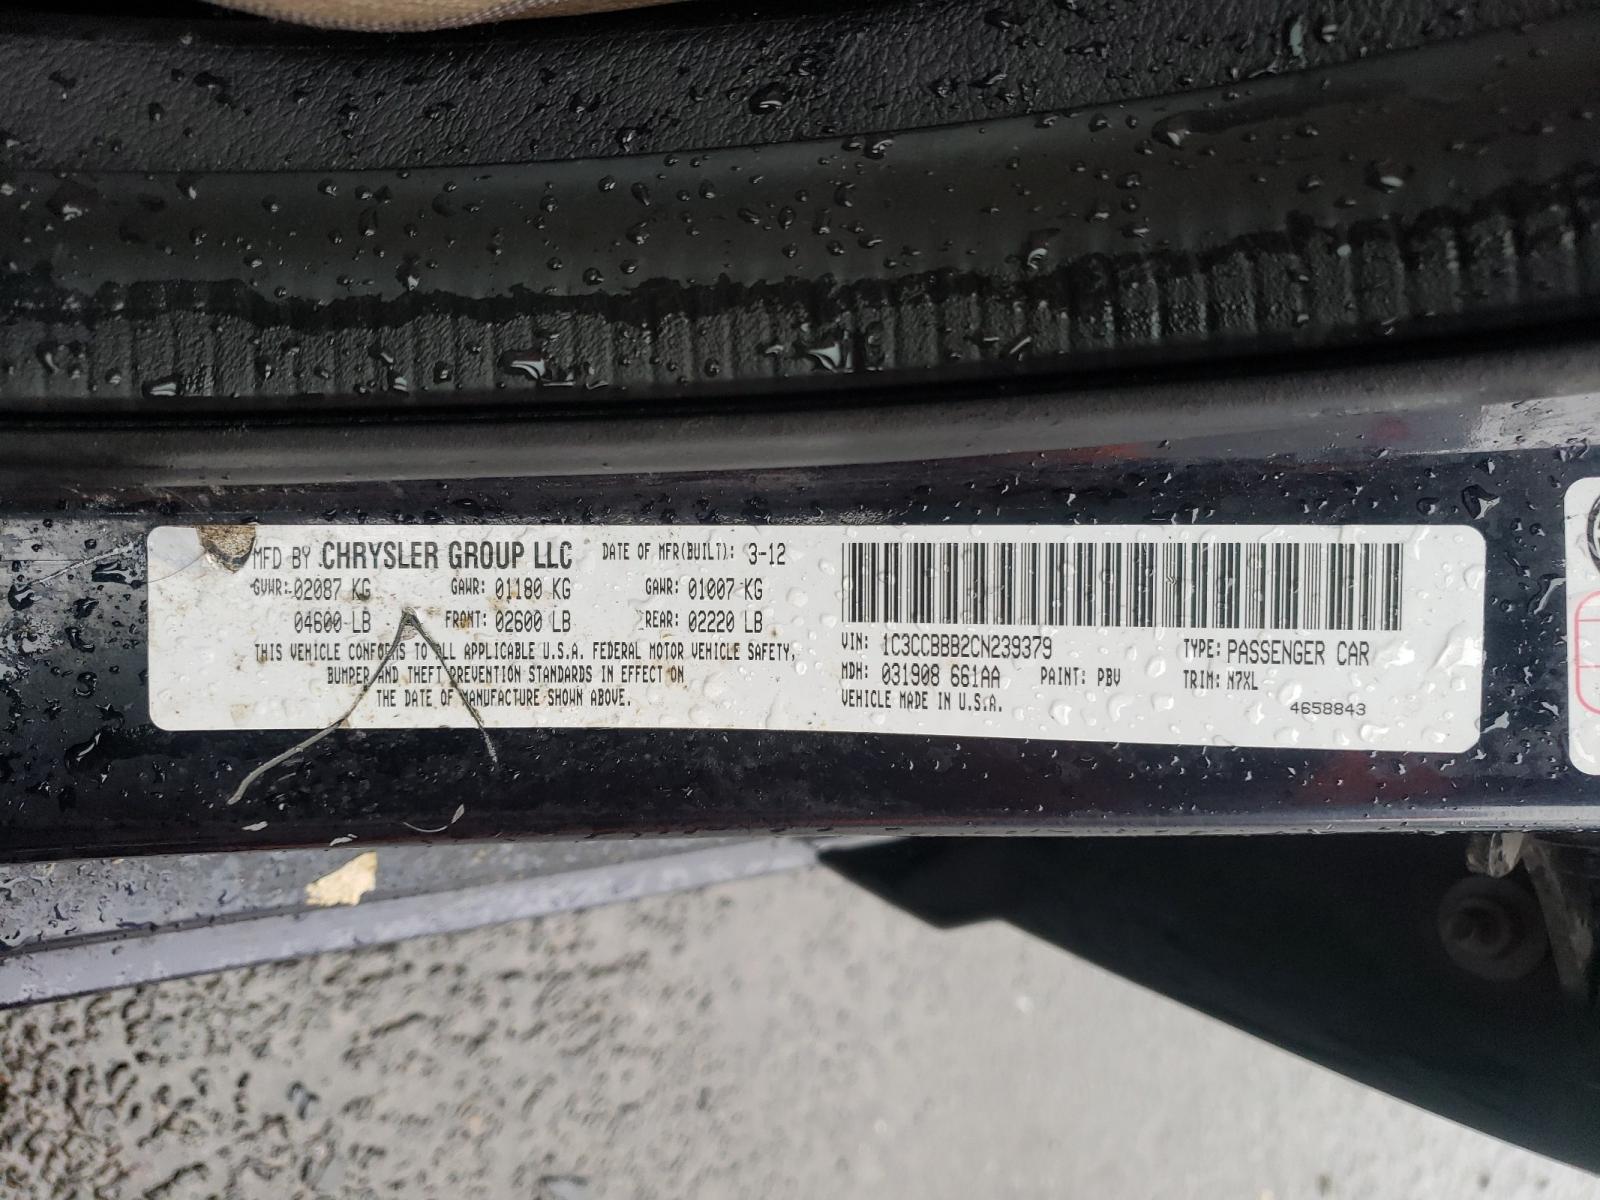 MFD BY CHRYSLER GROUP LLC DATE OF MFR(BUILT): 3-12
GVWR: 02087 KG GAWR: 01180 KG GAWR: 01007 KG
04600 LB FRONT: 02600 LB REAR: 02220 LB
THIS VEHICLE CONFORMS TO ALL APPLICABLE U.S.A. FEDERAL MOTOR VEHICLE SAFETY,
BUMPER AND THEFT PREVENTION STANDARDS IN EFFECT ON
THE DATE OF MANUFACTURE SHOWN ABOVE.
VIN: 1C3CCBBB2CN239379 TYPE: PASSENGER CAR
MDH: 031908 661AA PAINT: PBV TRIM: N7XL
VEHICLE MADE IN U.S.A. 4658843